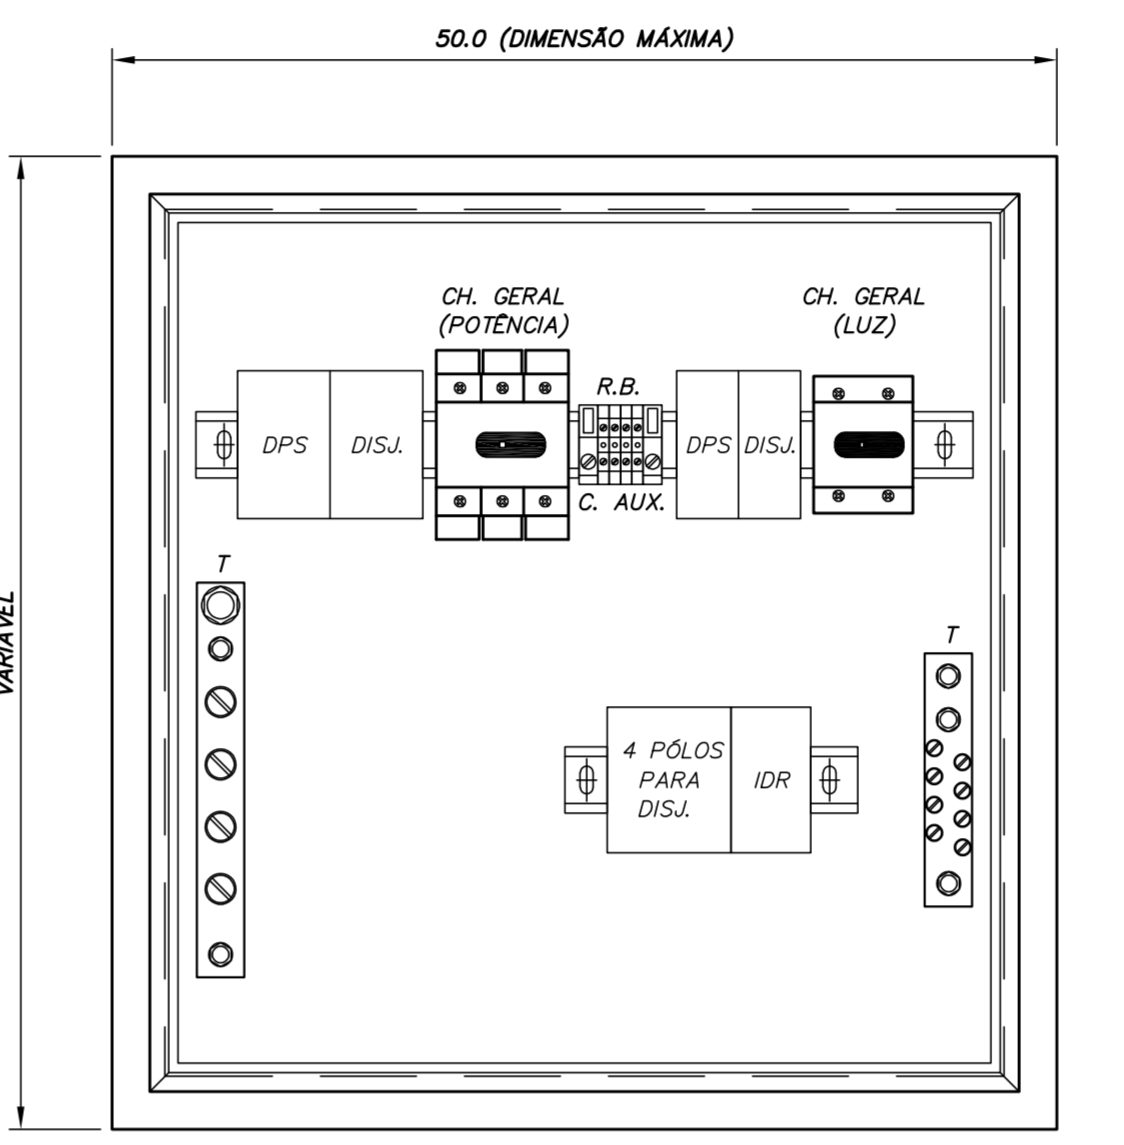 50.0 (DIMENSÃO MÁXIMA)
CH. GERAL
(POTÊNCIA)
CH. GERAL
(LUZ)
R.B.
DPS
DISJ.
DPS
DISJ.
C. AUX.
T
VARIÁVEL
T
4 PÓLOS
PARA
DISJ.
IDR